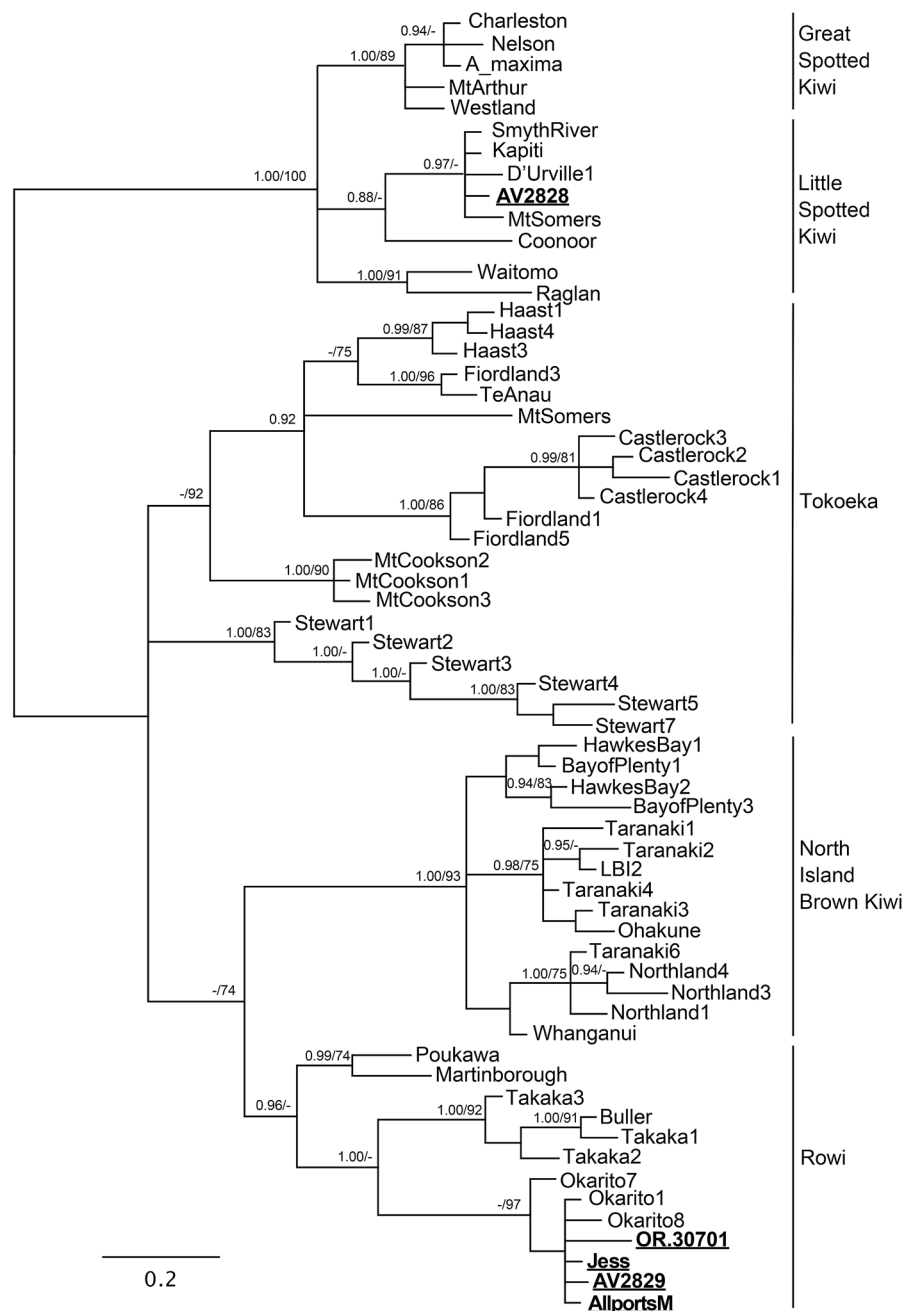 Charleston
0.94/-
Nelson
1.00/89
A_maxima
MtArthur
Westland
Great
Spotted
Kiwi
SmythRiver
Kapiti
0.97/-
D'Urville1
1.00/100
AV2828
0.88/-
MtSomers
Coonoor
Little
Spotted
Kiwi
Waitomo
1.00/91
Raglan
Haast1
0.99/87
Haast4
-/75
Haast3
Fiordland3
1.00/96
TeAnau
0.92
MtSomers
Castlerock3
0.99/81
Castlerock2
Castlerock1
Castlerock4
-/92
1.00/86
Fiordland1
Fiordland5
MtCookson2
1.00/90
MtCookson1
MtCookson3
Tokoeka
Stewart1
1.00/83
Stewart2
1.00/-
Stewart3
1.00/-
Stewart4
1.00/83
Stewart5
Stewart7
HawkesBay1
BayofPlenty1
0.94/83
HawkesBay2
BayofPlenty3
Taranaki1
0.95/-
Taranaki2
0.98/75
LBI2
1.00/93
Taranaki4
Taranaki3
Ohakune
North
Island
Brown Kiwi
Taranaki6
1.00/75
0.94/-
Northland4
Northland3
-/74
Northland1
Whanganui
0.99/74
Poukawa
Martinborough
Takaka3
0.96/-
1.00/92
1.00/91
Buller
Takaka1
1.00/-
Takaka2
Rowi
Okarito7
-/97
Okarito1
Okarito8
OR.30701
Jess
AV2829
AllportsM
0.2